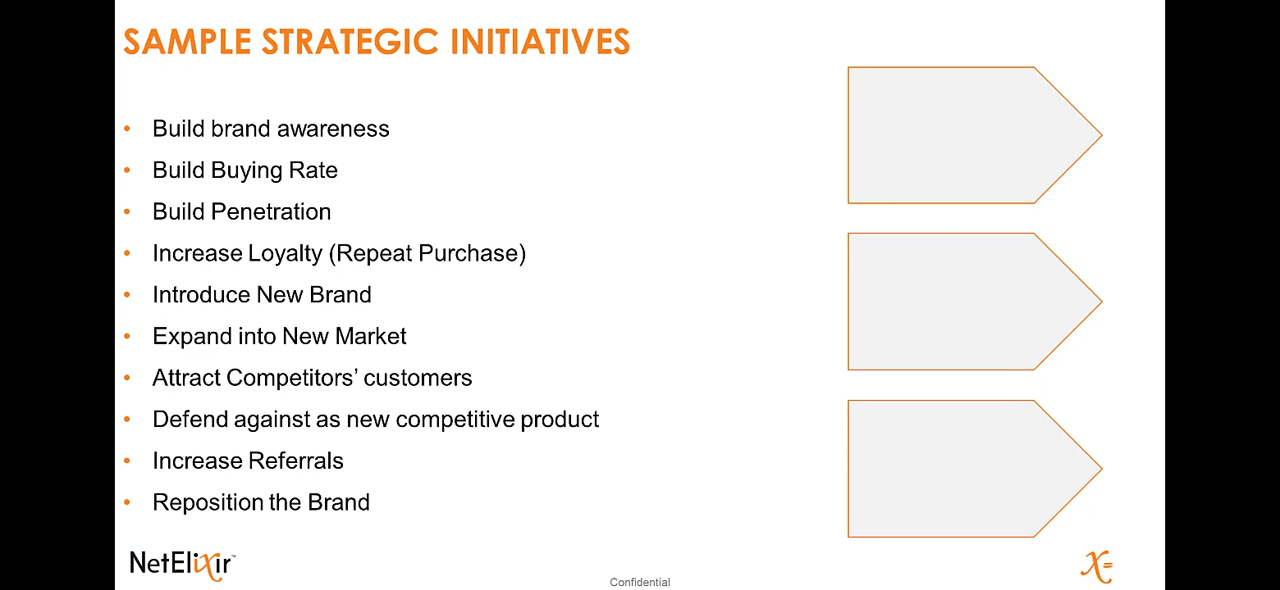 SAMPLE STRATEGIC INITIATIVES
• Build brand awareness
• Build Buying Rate
• Build Penetration
• Increase Loyalty (Repeat Purchase)
• Introduce New Brand
• Expand into New Market
• Attract Competitors’ customers
• Defend against as new competitive product
• Increase Referrals
• Reposition the Brand
NetElixir™
X=
Confidential